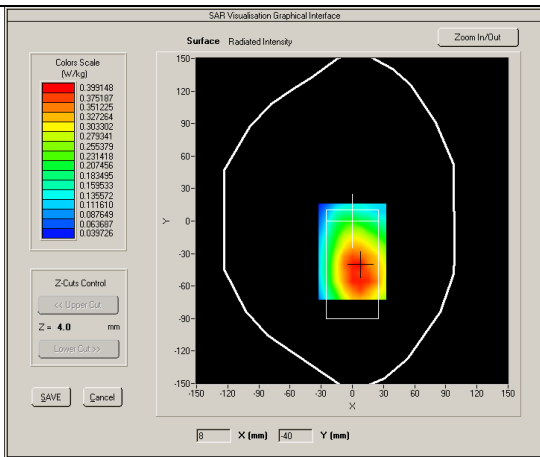 SAR Visualisation Graphical Interface
Surface Radiated Intensity
Zoom In/Out
Colors Scale
(W/kg)
0.399148
0.375187
0.351225
0.327264
0.303302
0.279341
0.255379
0.231418
0.207456
0.183495
0.159533
0.135572
0.111610
0.087649
0.063687
0.039726
Z-Cuts Control
<< Upper Cut
Z = 4.0 mm
Lower Cut >>
SAVE Cancel
150
120
90
60
30
0
-30
-60
-90
-120
-150
Y
-150 -120 -90 -60 -30 0 30 60 90 120 150
X
8 X (mm) -40 Y (mm)